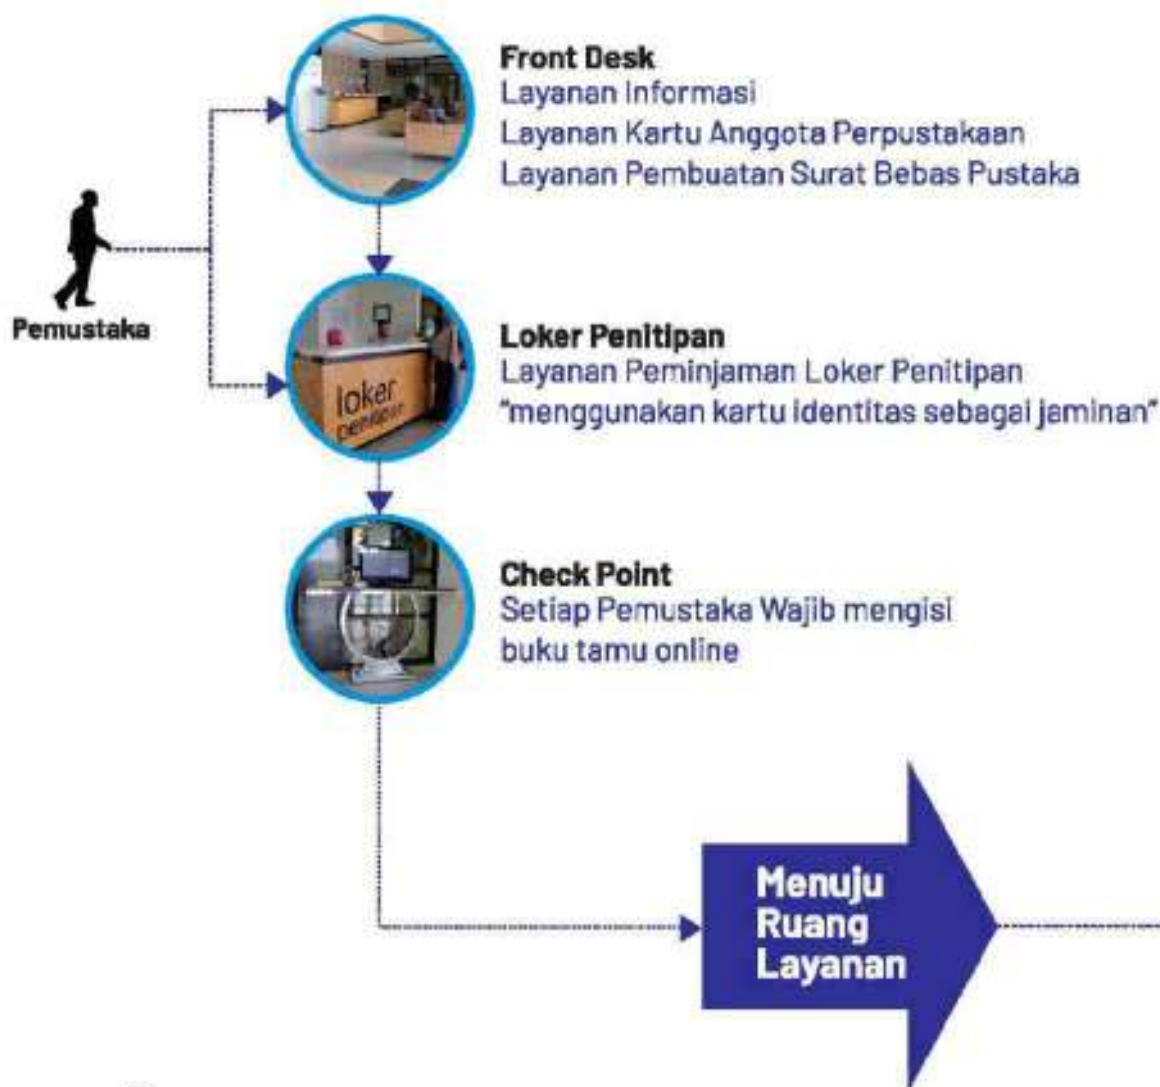 Front Desk
Layanan Informasi
Layanan Kartu Anggota Perpustakaan
Layanan Pembuatan Surat Bebas Pustaka
Pemustaka
Loker Penitipan
Layanan Peminjaman Loker Penitipan
"menggunakan kartu identitas sebagai jaminan"
loker
penitipan
Check Point
Setiap Pemustaka Wajib mengisi
buku tamu online
Menuju
Ruang
Layanan